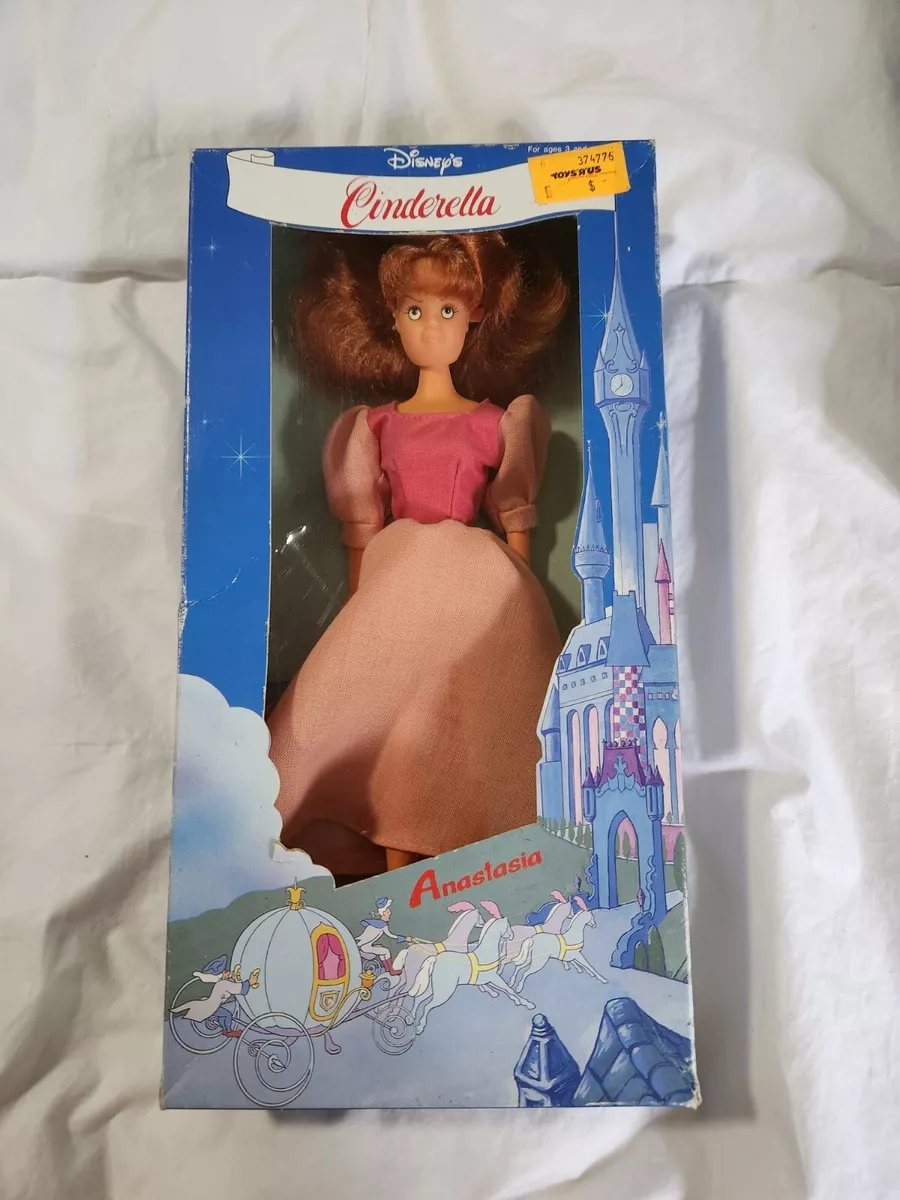 Disney's
Cinderella
For ages 3 and
374776
TOYS"R"US
$
Anastasia